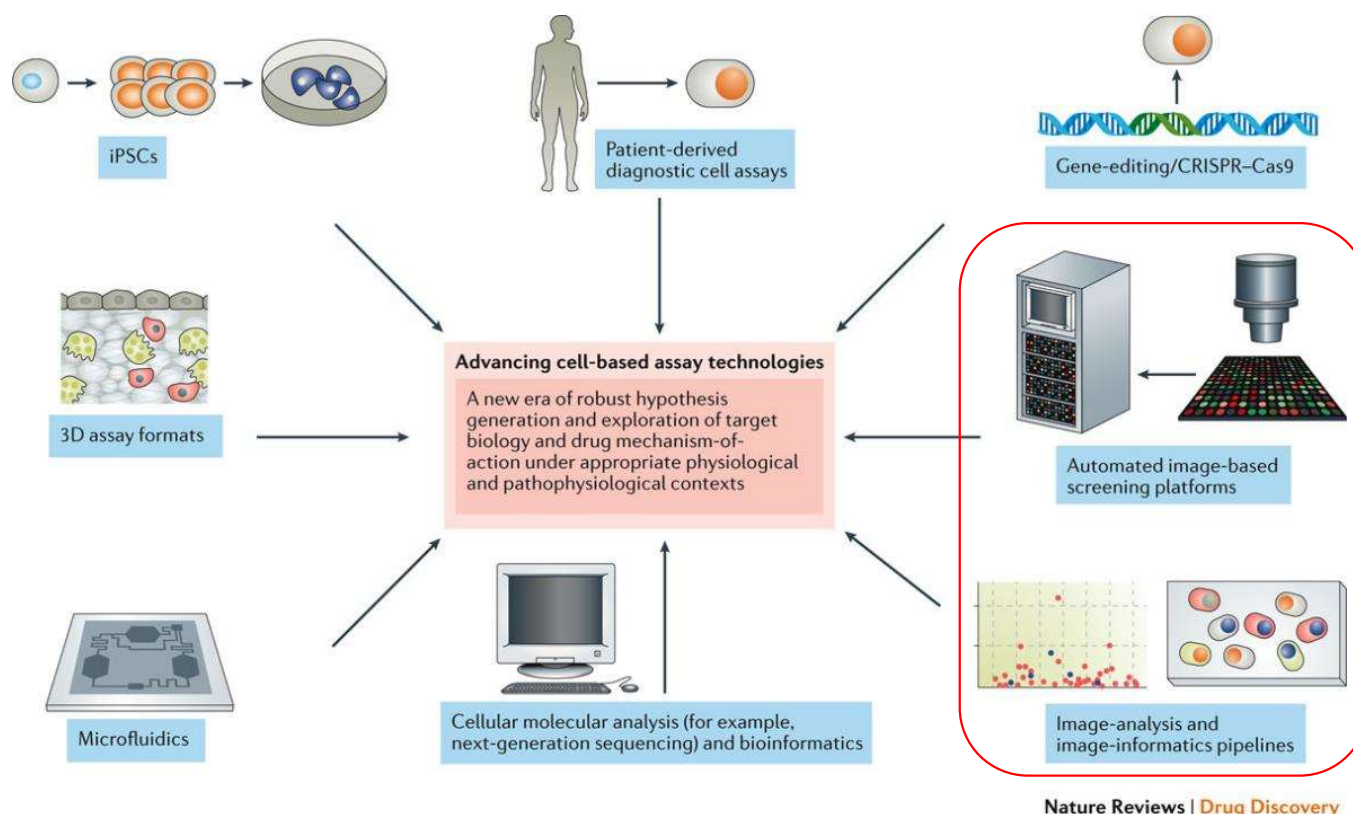 iPSCs
Patient-derived
diagnostic cell assays
Gene-editing/CRISPR–Cas9
3D assay formats
Advancing cell-based assay technologies
A new era of robust hypothesis
generation and exploration of target
biology and drug mechanism-of-
action under appropriate physiological
and pathophysiological contexts
Automated image-based
screening platforms
Microfluidics
Cellular molecular analysis (for example,
next-generation sequencing) and bioinformatics
Image-analysis and
image-informatics pipelines
Nature Reviews | Drug Discovery